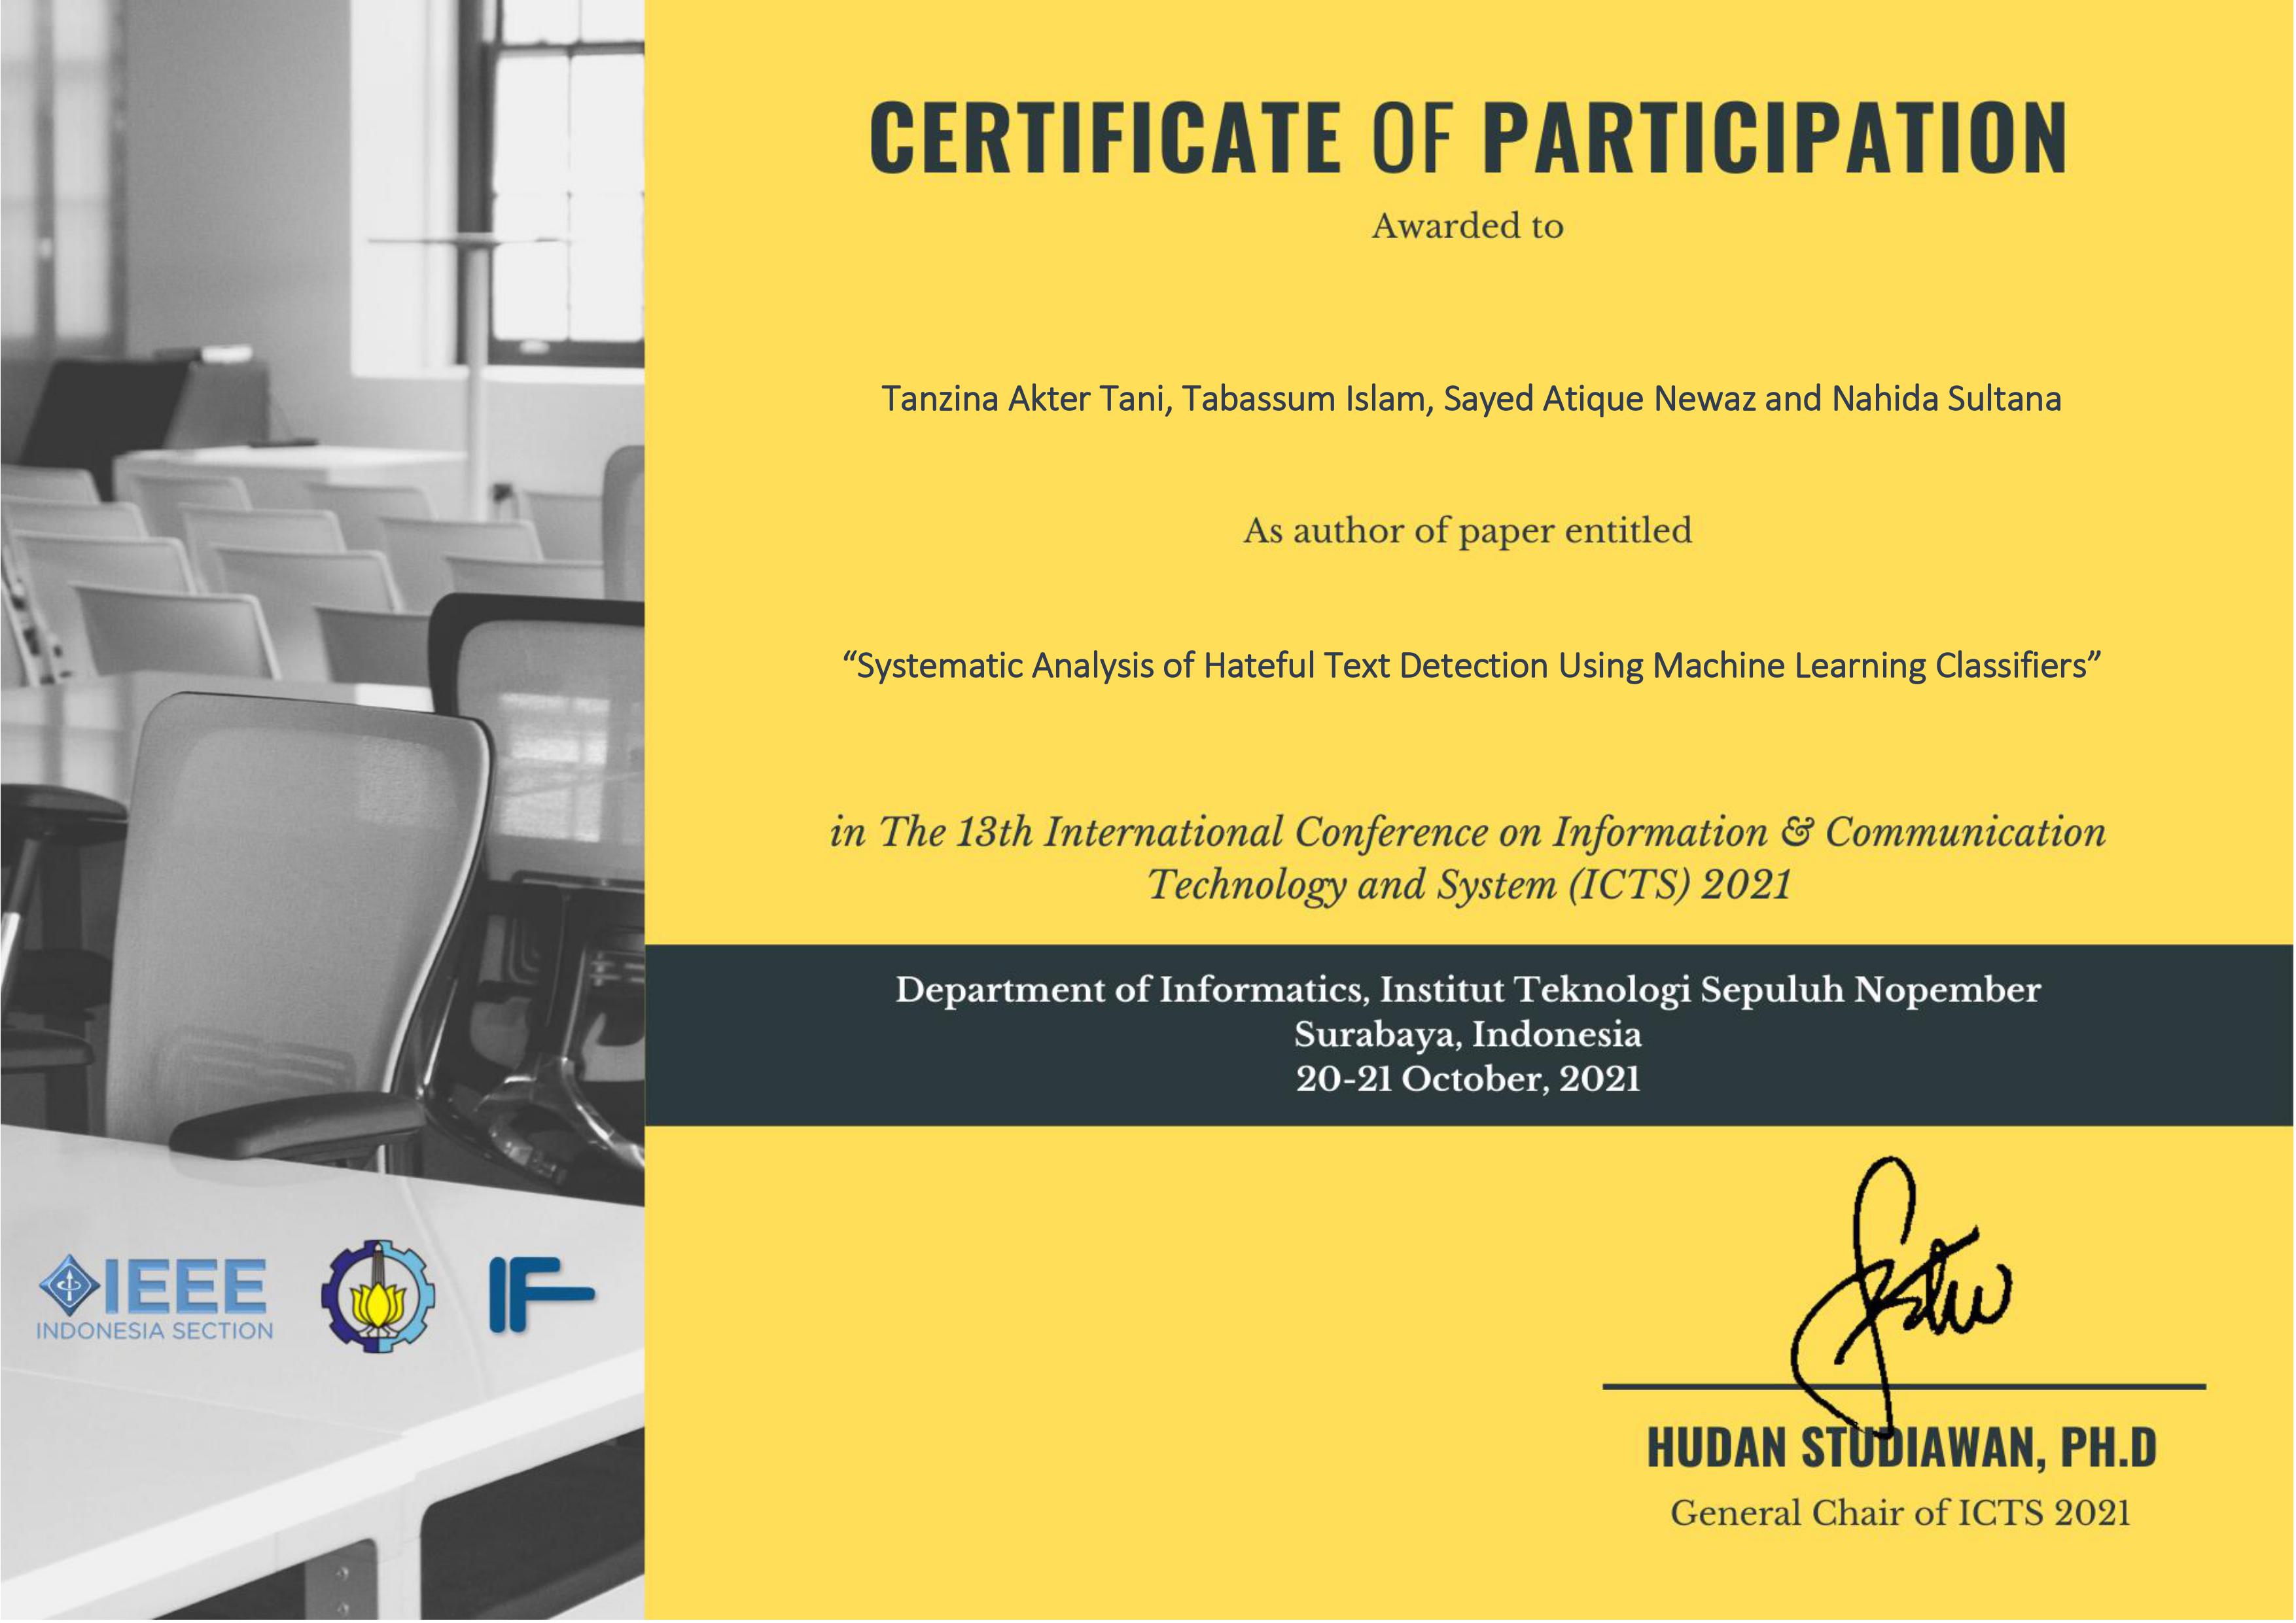 CERTIFICATE OF PARTICIPATION
Awarded to
Tanzina Akter Tani, Tabassum Islam, Sayed Atique Newaz and Nahida Sultana
As author of paper entitled
“Systematic Analysis of Hateful Text Detection Using Machine Learning Classifiers”
in The 13th International Conference on Information & Communication
Technology and System (ICTS) 2021
Department of Informatics, Institut Teknologi Sepuluh Nopember
Surabaya, Indonesia
20-21 October, 2021
IEEE
INDONESIA SECTION
IF
HUDAN STUDIAWAN, PH.D
General Chair of ICTS 2021